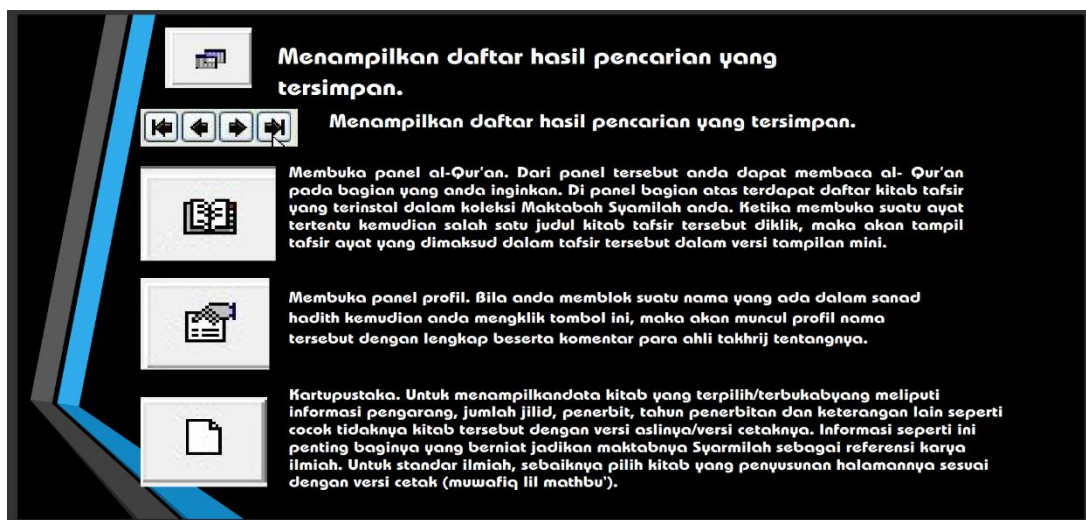 Menampilkan daftar hasil pencarian yang
tersimpan.
Menampilkan daftar hasil pencarian yang tersimpan.
Membuka panel al-Qur'an. Dari panel tersebut anda dapat membaca al- Qur'an
pada bagian yang anda inginkan. Di panel bagian atas terdapat daftar kitab tafsir
yang terinstal dalam koleksi Maktabah Syamilah anda. Ketika membuka suatu ayat
tertentu kemudian salah satu judul kitab tafsir tersebut diklik, maka akan tampil
tafsir ayat yang dimaksud dalam tafsir tersebut dalam versi tampilan mini.
Membuka panel profil. Bila anda memblok suatu nama yang ada dalam sanad
hadith kemudian anda mengklik tombol ini, maka akan muncul profil nama
tersebut dengan lengkap beserta komentar para ahli takhrij tentangnya.
Kartupustaka. Untuk menampilkandata kitab yang terpilih/terbukabyang meliputi
informasi pengarang, jumlah jilid, penerbit, tahun penerbitan dan keterangan lain seperti
cocok tidaknya kitab tersebut dengan versi aslinya/versi cetaknya. Informasi seperti ini
penting baginya yang berniat jadikan maktabnya Syarmilah sebagai referensi karya
ilmiah. Untuk standar ilmiah, sebaiknya pilih kitab yang penyusunan halamannya sesuai
dengan versi cetak (muwafiq lil mathbu').